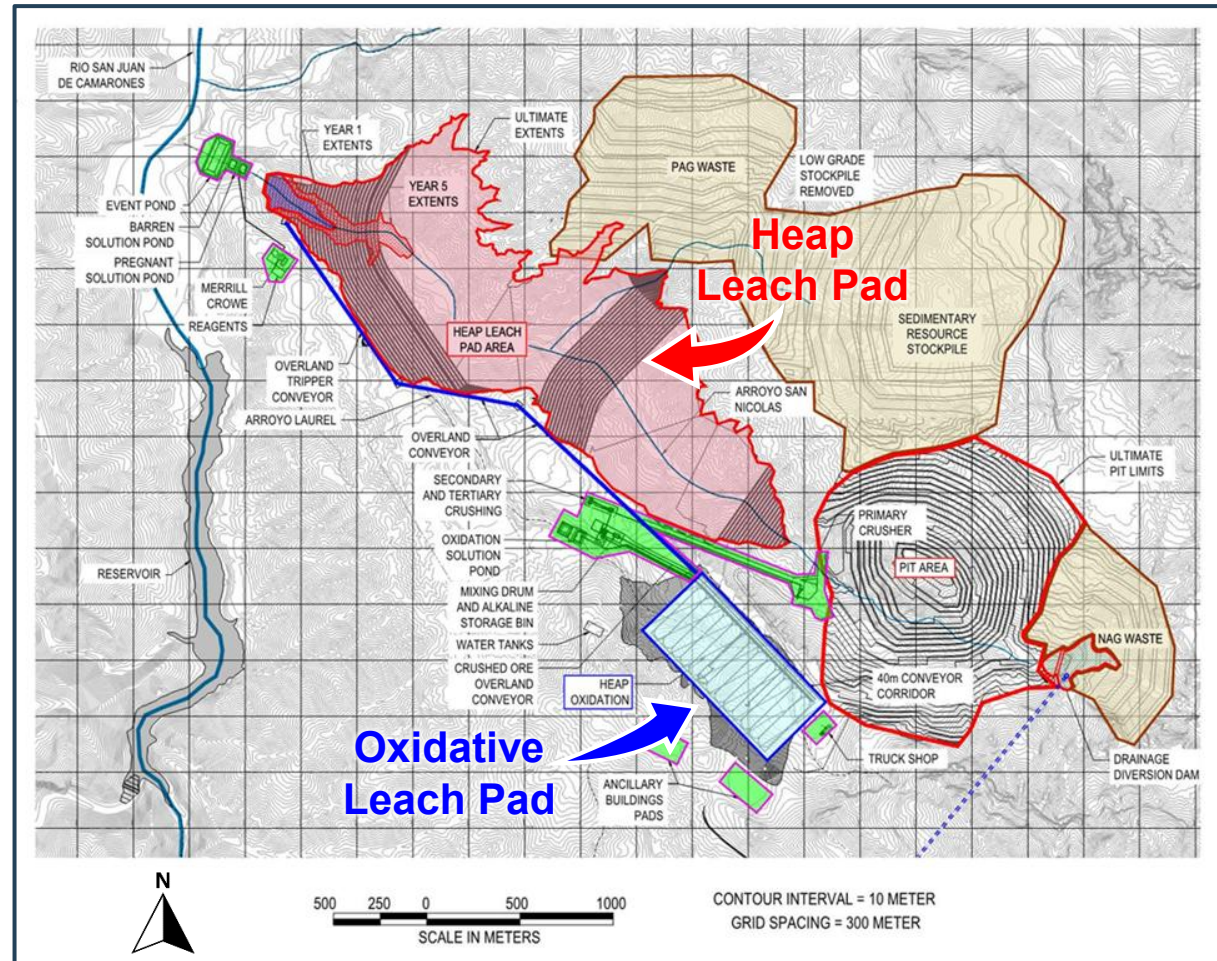 RIO SAN JUAN
DE CAMARONES
YEAR 1
EXTENTS
ULTIMATE
EXTENTS
YEAR 5
EXTENTS
PAG WASTE
LOW GRADE
STOCKPILE
REMOVED
EVENT POND
BARREN
SOLUTION POND
PREGNANT
SOLUTION POND
MERRILL
CROWE
REAGENTS
Heap
Leach Pad
HEAP LEACH
PAD AREA
SEDIMENTARY
RESOURCE
STOCKPILE
OVERLAND
TRIPPER
CONVEYOR
ARROYO LAUREL
ARROYO SAN
NICOLAS
OVERLAND
CONVEYOR
SECONDARY
AND TERTIARY
CRUSHING
ULTIMATE
PIT LIMITS
PRIMARY
CRUSHER
OXIDATION
SOLUTION
POND
PIT AREA
RESERVOIR
MIXING DRUM
AND ALKALINE
STORAGE BIN
WATER TANKS
NAG WASTE
CRUSHED ORE
OVERLAND
CONVEYOR
HEAP
OXIDATION
40m CONVEYOR
CORRIDOR
Oxidative
Leach Pad
TRUCK SHOP
DRAINAGE
DIVERSION DAM
ANCILLARY
BUILDINGS
PADS
N
500 250 0 500 1000
SCALE IN METERS
CONTOUR INTERVAL = 10 METER
GRID SPACING = 300 METER